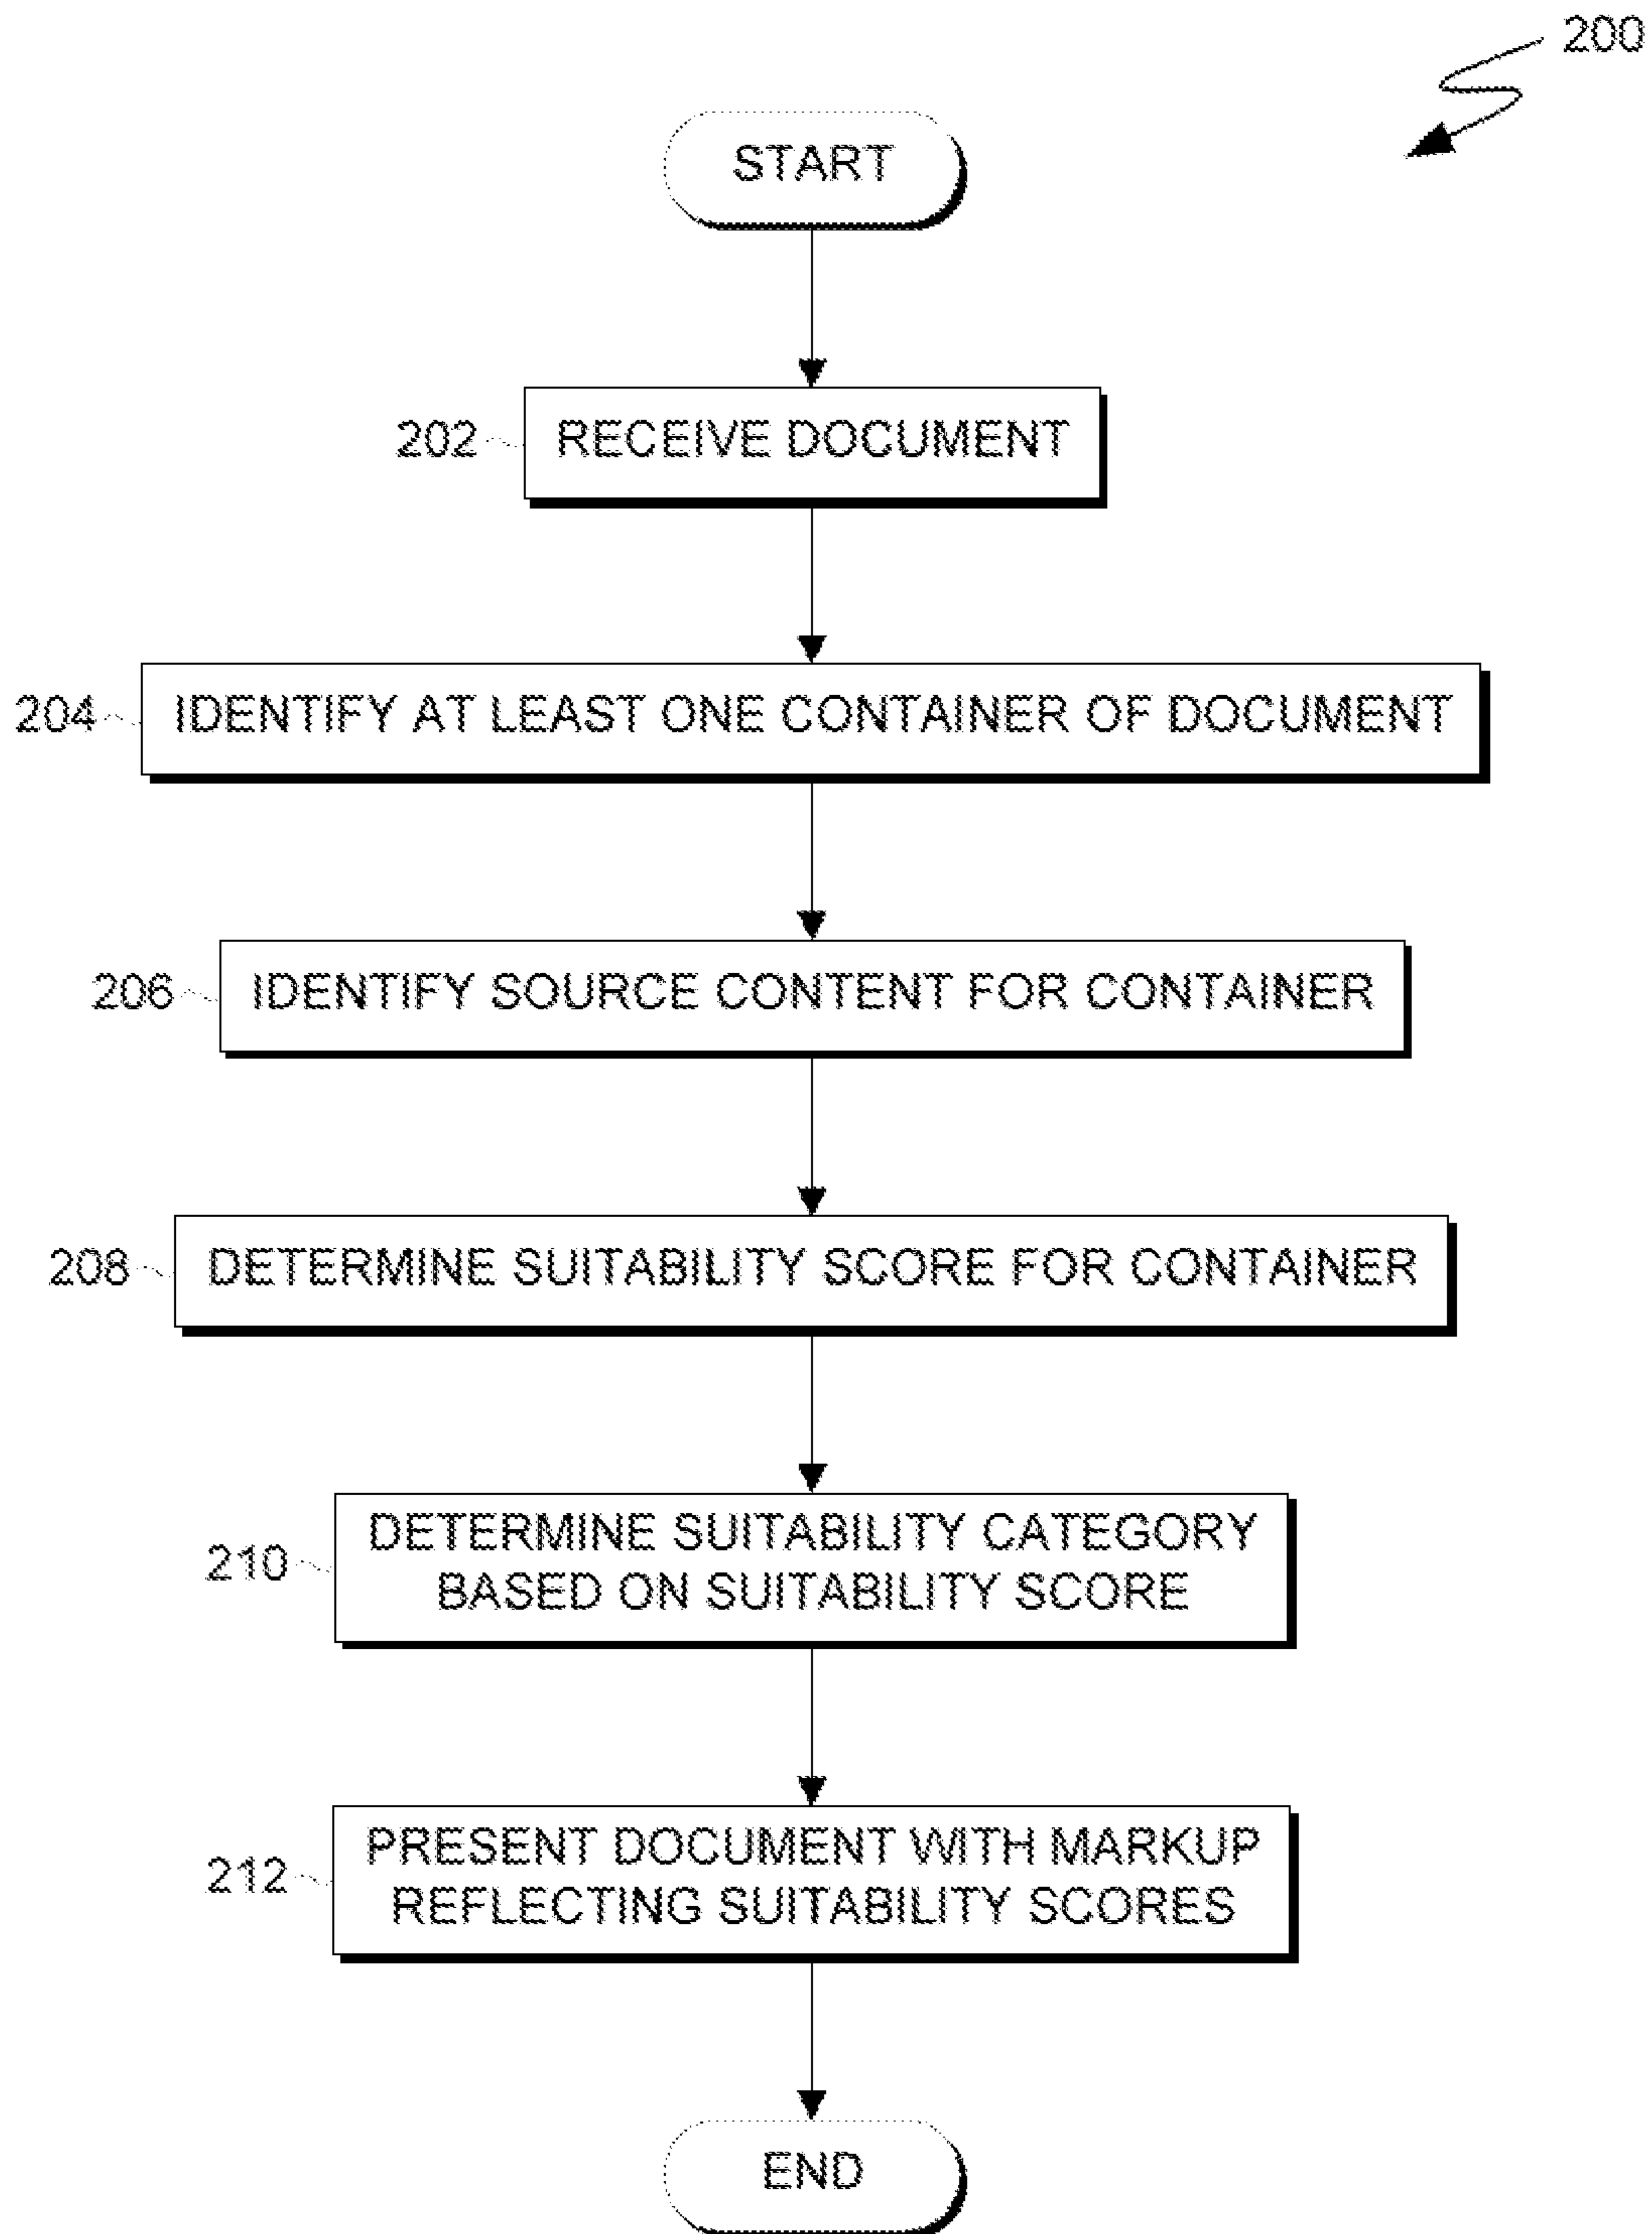 200
START
202 RECEIVE DOCUMENT
204 IDENTIFY AT LEAST ONE CONTAINER OF DOCUMENT
206 IDENTIFY SOURCE CONTENT FOR CONTAINER
208 DETERMINE SUITABILITY SCORE FOR CONTAINER
210 DETERMINE SUITABILITY CATEGORY
BASED ON SUITABILITY SCORE
212 PRESENT DOCUMENT WITH MARKUP
REFLECTING SUITABILITY SCORES
END